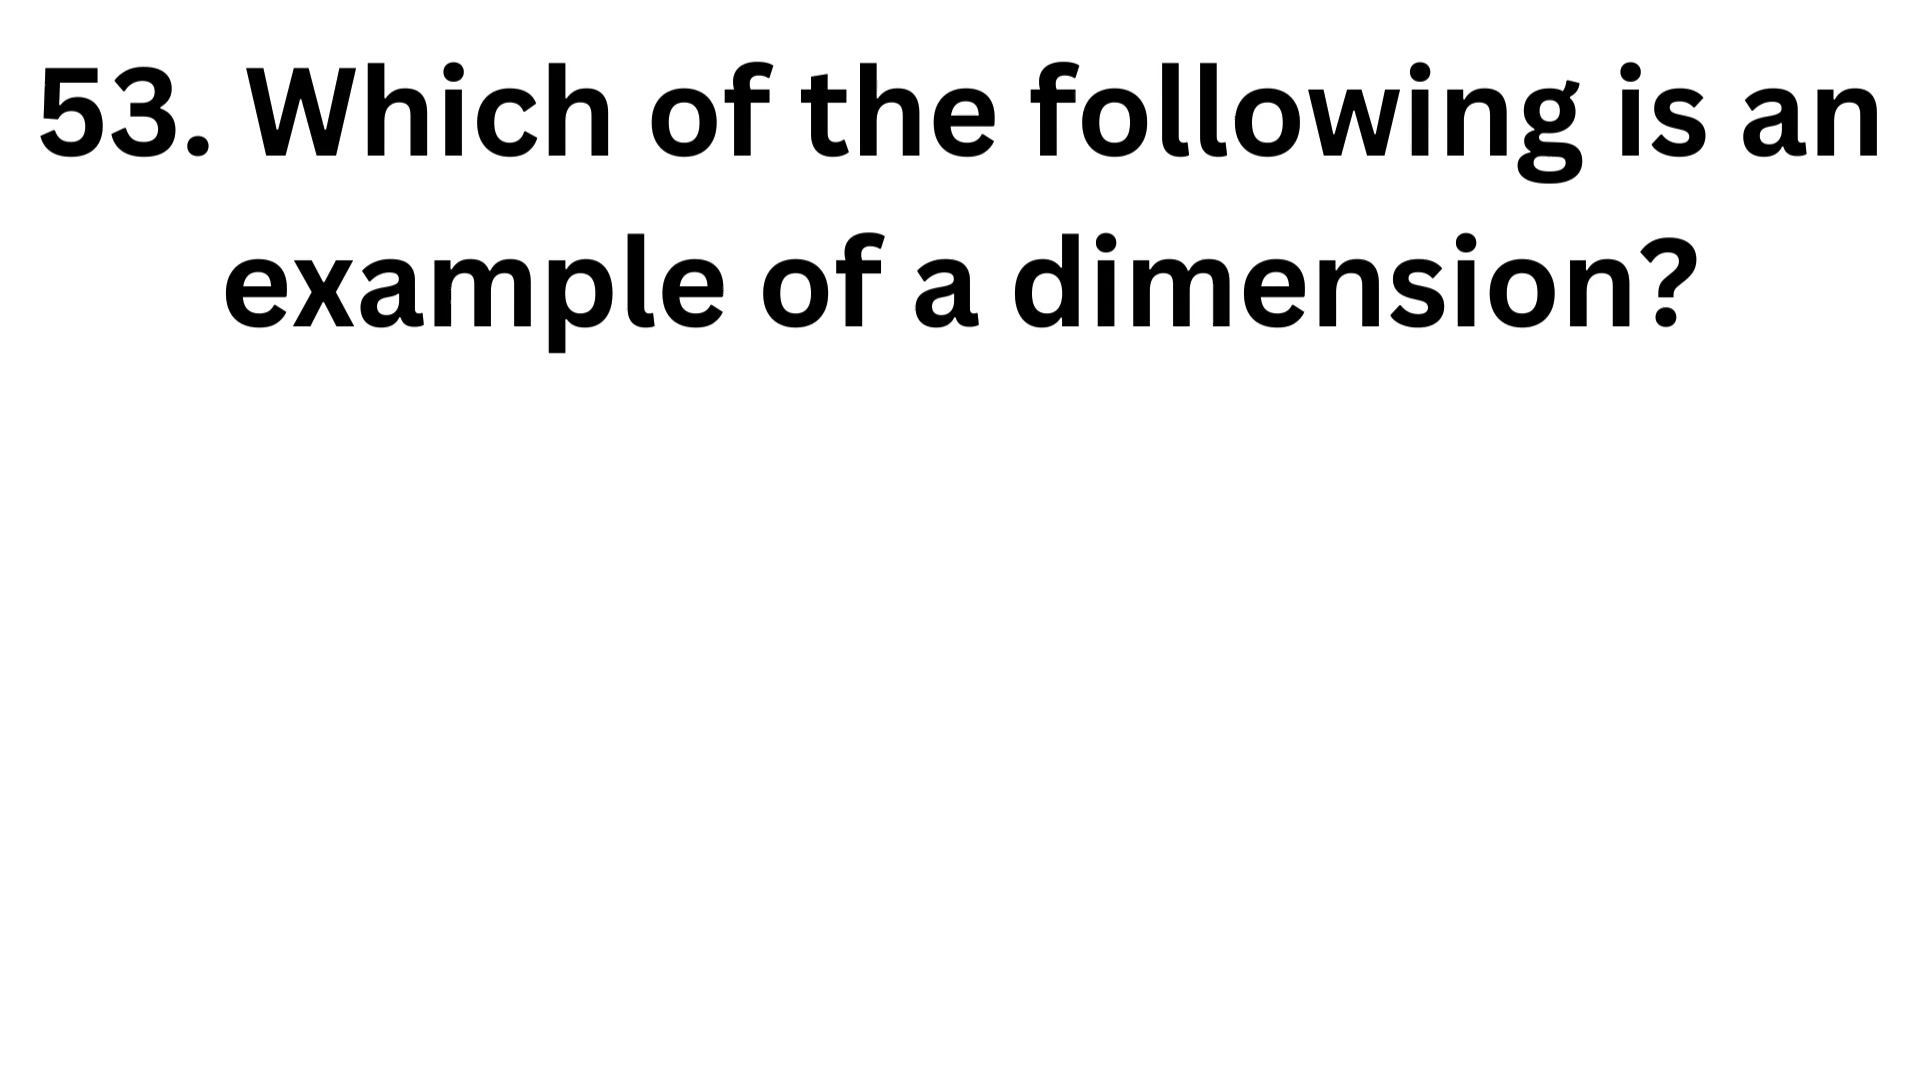 53. Which of the following is an
example of a dimension?